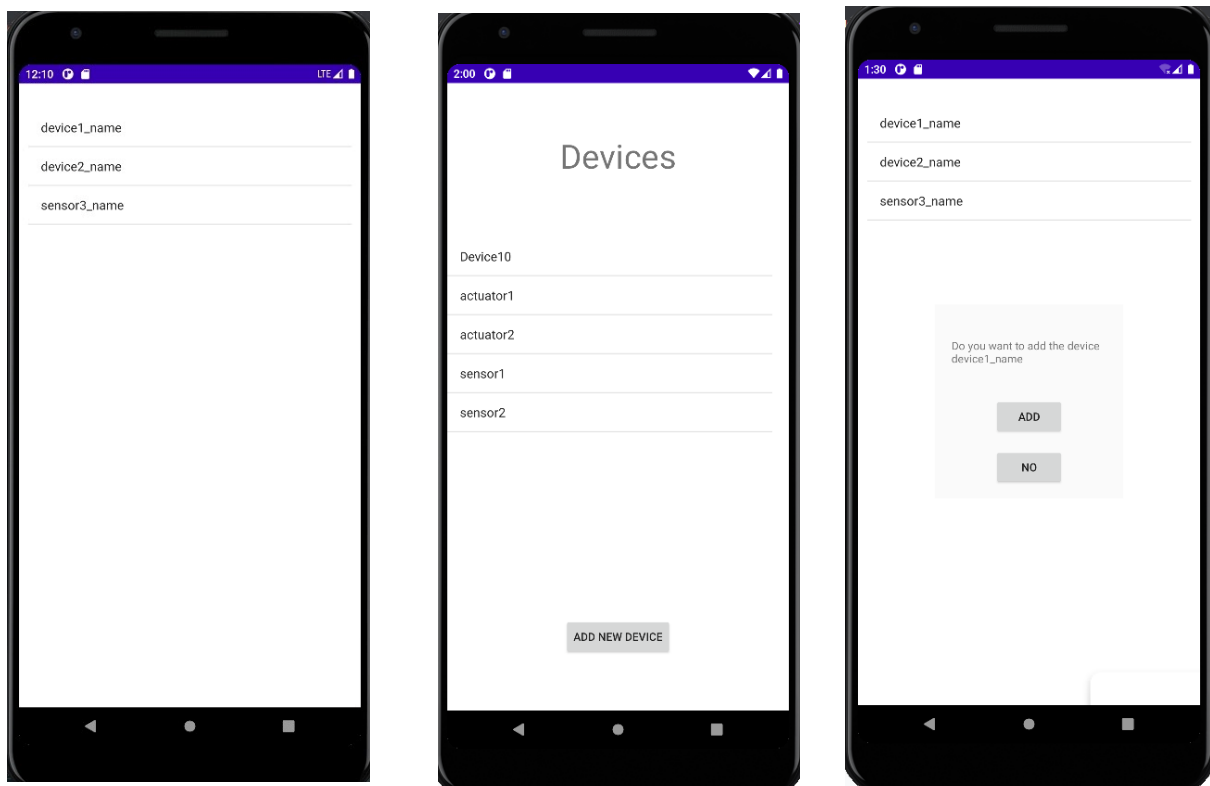 12:10
LTE
device1_name
device2_name
sensor3_name
2:00
Devices
Device10
actuator1
actuator2
sensor1
sensor2
ADD NEW DEVICE
1:30
device1_name
device2_name
sensor3_name
Do you want to add the device
device1_name
ADD
NO